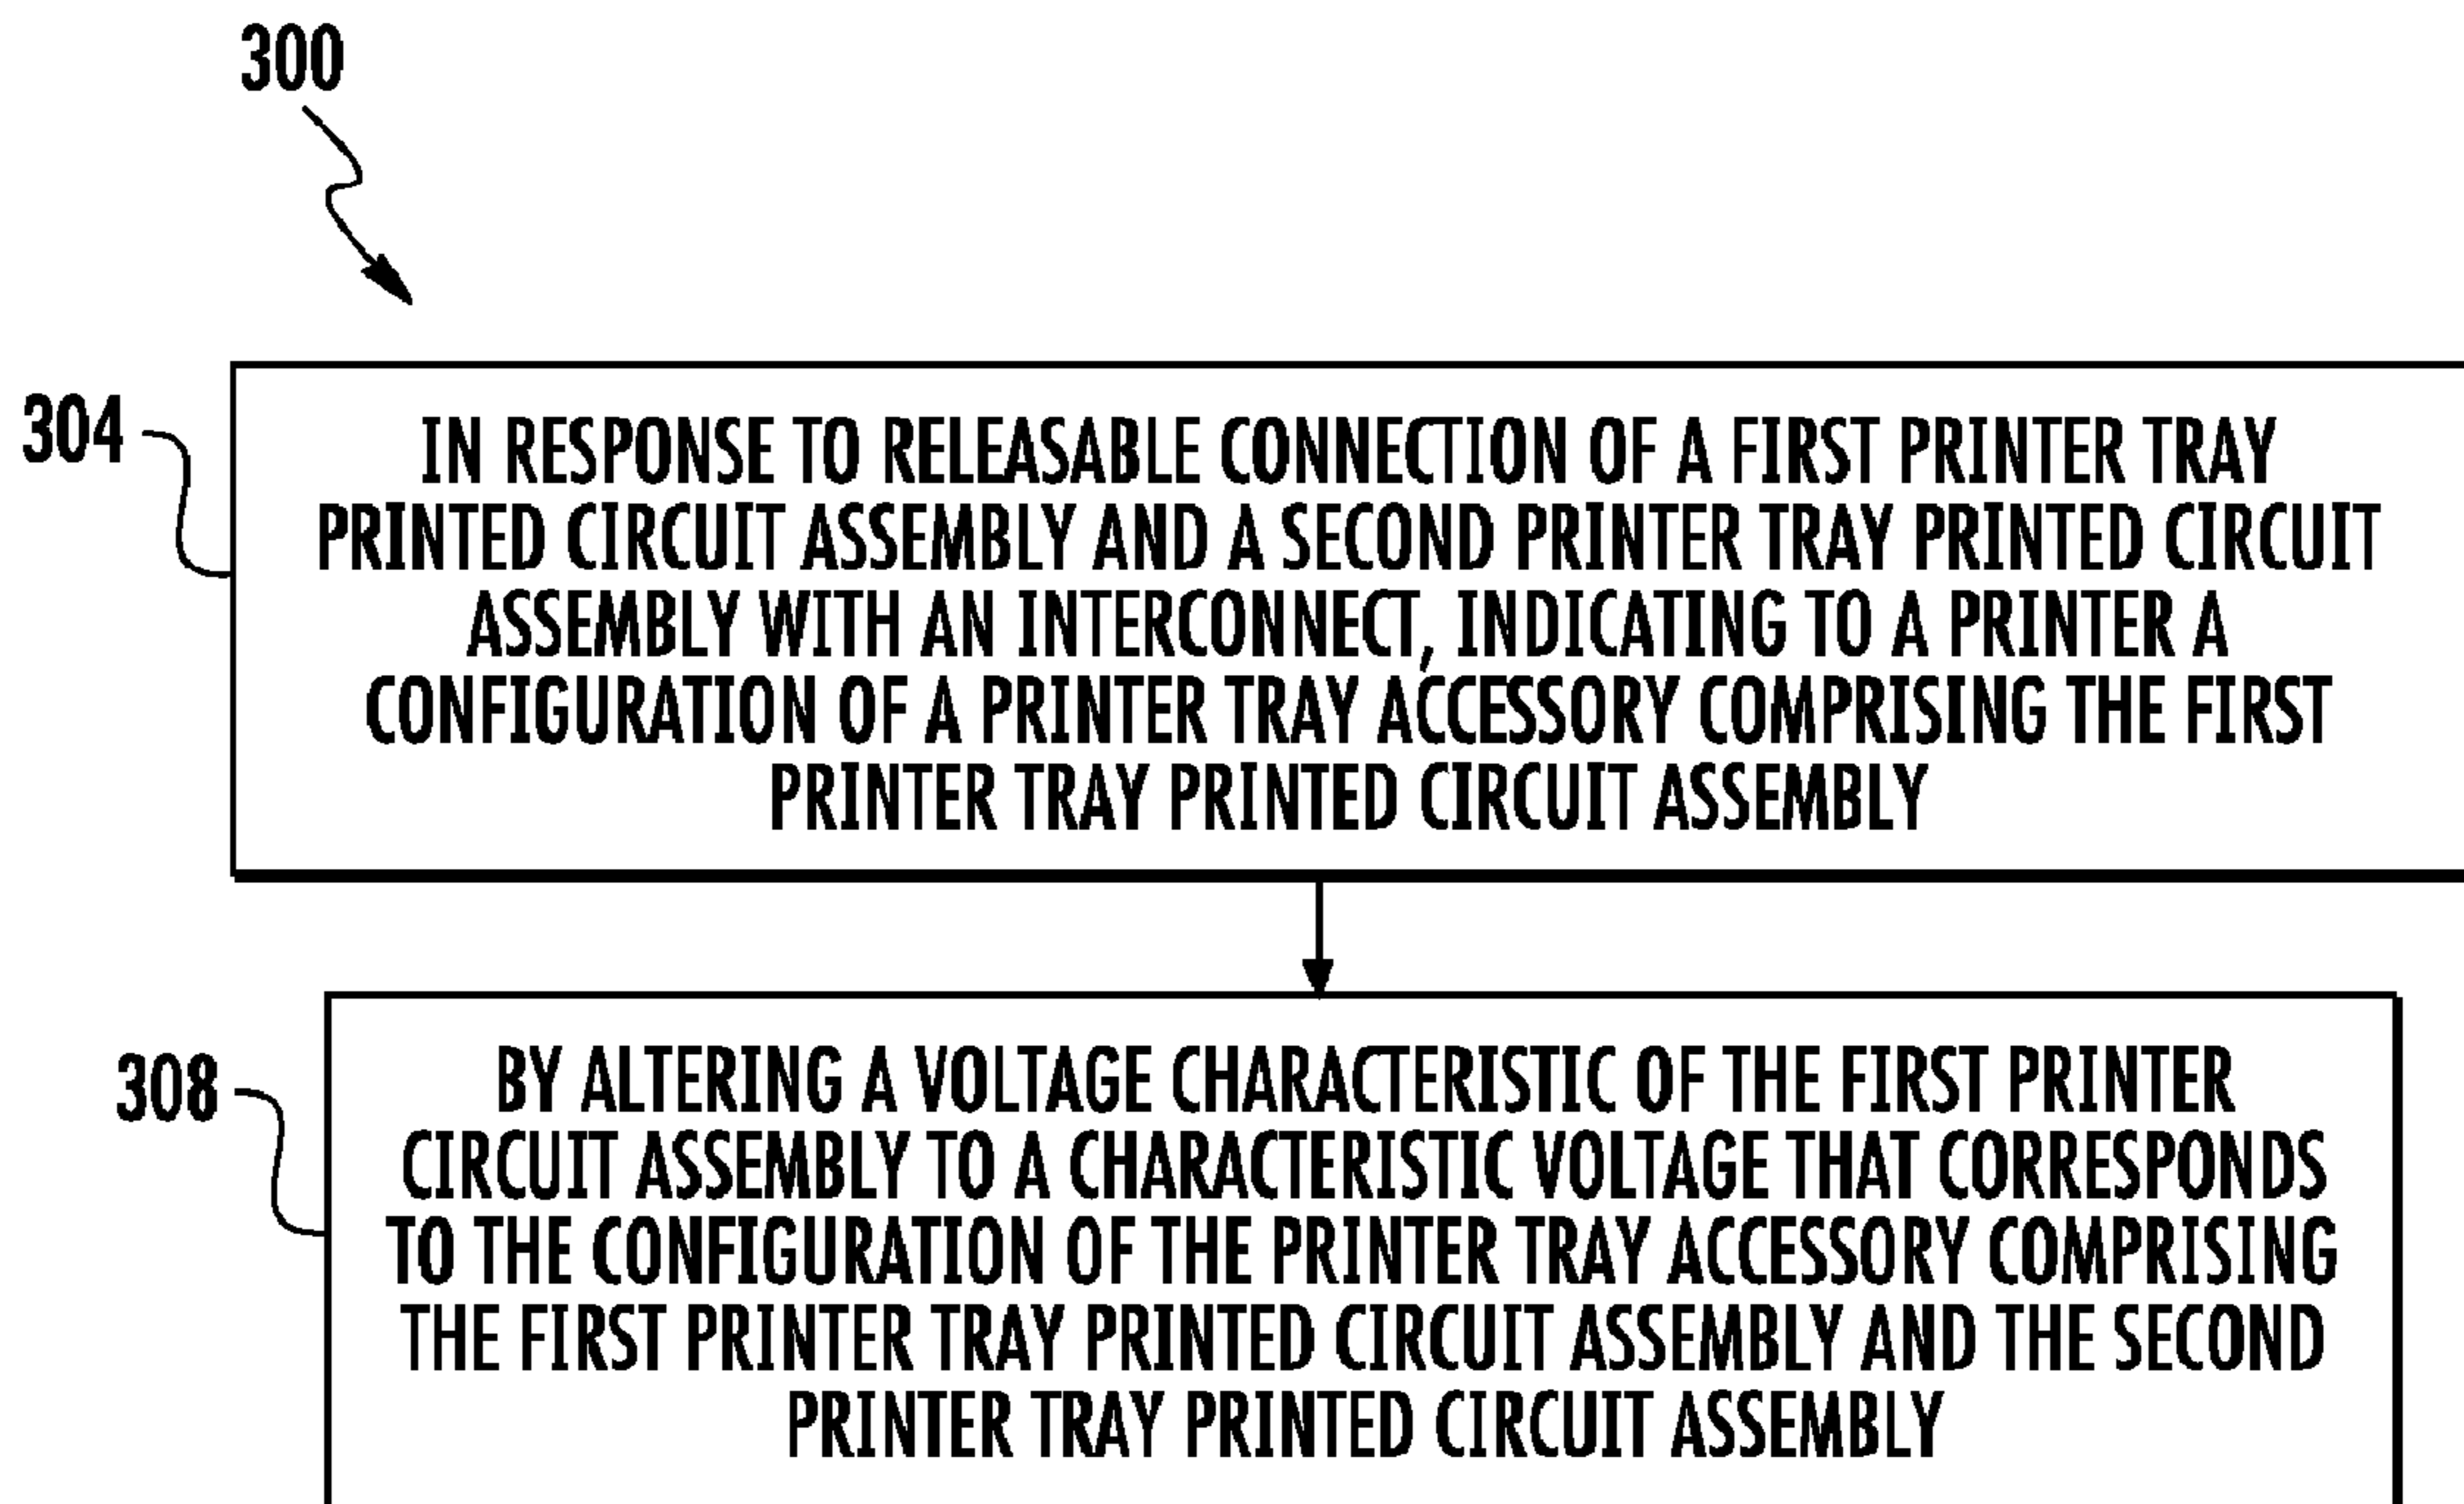 300
304
IN RESPONSE TO RELEASABLE CONNECTION OF A FIRST PRINTER TRAY
PRINTED CIRCUIT ASSEMBLY AND A SECOND PRINTER TRAY PRINTED CIRCUIT
ASSEMBLY WITH AN INTERCONNECT, INDICATING TO A PRINTER A
CONFIGURATION OF A PRINTER TRAY ACCESSORY COMPRISING THE FIRST
PRINTER TRAY PRINTED CIRCUIT ASSEMBLY
308
BY ALTERING A VOLTAGE CHARACTERISTIC OF THE FIRST PRINTER
CIRCUIT ASSEMBLY TO A CHARACTERISTIC VOLTAGE THAT CORRESPONDS
TO THE CONFIGURATION OF THE PRINTER TRAY ACCESSORY COMPRISING
THE FIRST PRINTER TRAY PRINTED CIRCUIT ASSEMBLY AND THE SECOND
PRINTER TRAY PRINTED CIRCUIT ASSEMBLY